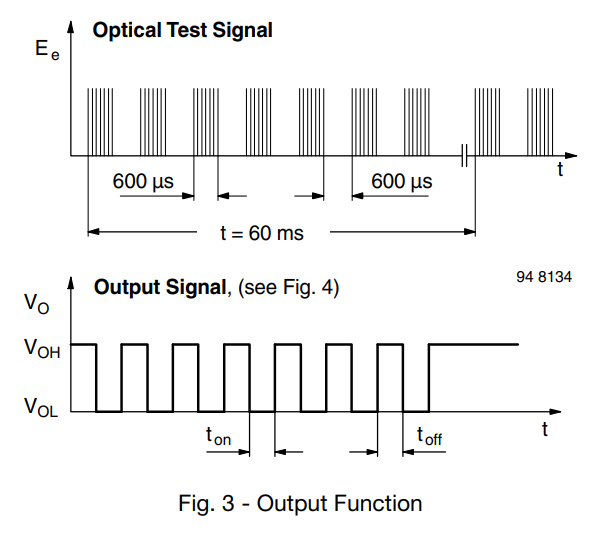 Optical Test Signal
Ee
600 µs
600 µs
t
t = 60 ms
94 8134
Output Signal, (see Fig. 4)
VO
VOH
VOL
ton
toff
t
Fig. 3 - Output Function